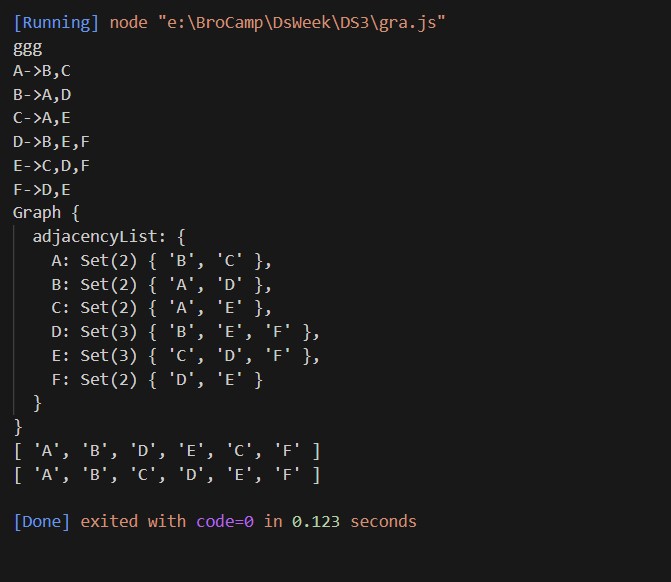 [Running] node "e:\BroCamp\DsWeek\DS3\gra.js"
ggg
A->B,C
B->A,D
C->A,E
D->B,E,F
E->C,D,F
F->D,E
Graph {
  adjacencyList: {
    A: Set(2) { 'B', 'C' },
    B: Set(2) { 'A', 'D' },
    C: Set(2) { 'A', 'E' },
    D: Set(3) { 'B', 'E', 'F' },
    E: Set(3) { 'C', 'D', 'F' },
    F: Set(2) { 'D', 'E' }
  }
}
[ 'A', 'B', 'D', 'E', 'C', 'F' ]
[ 'A', 'B', 'C', 'D', 'E', 'F' ]
[Done] exited with code=0 in 0.123 seconds